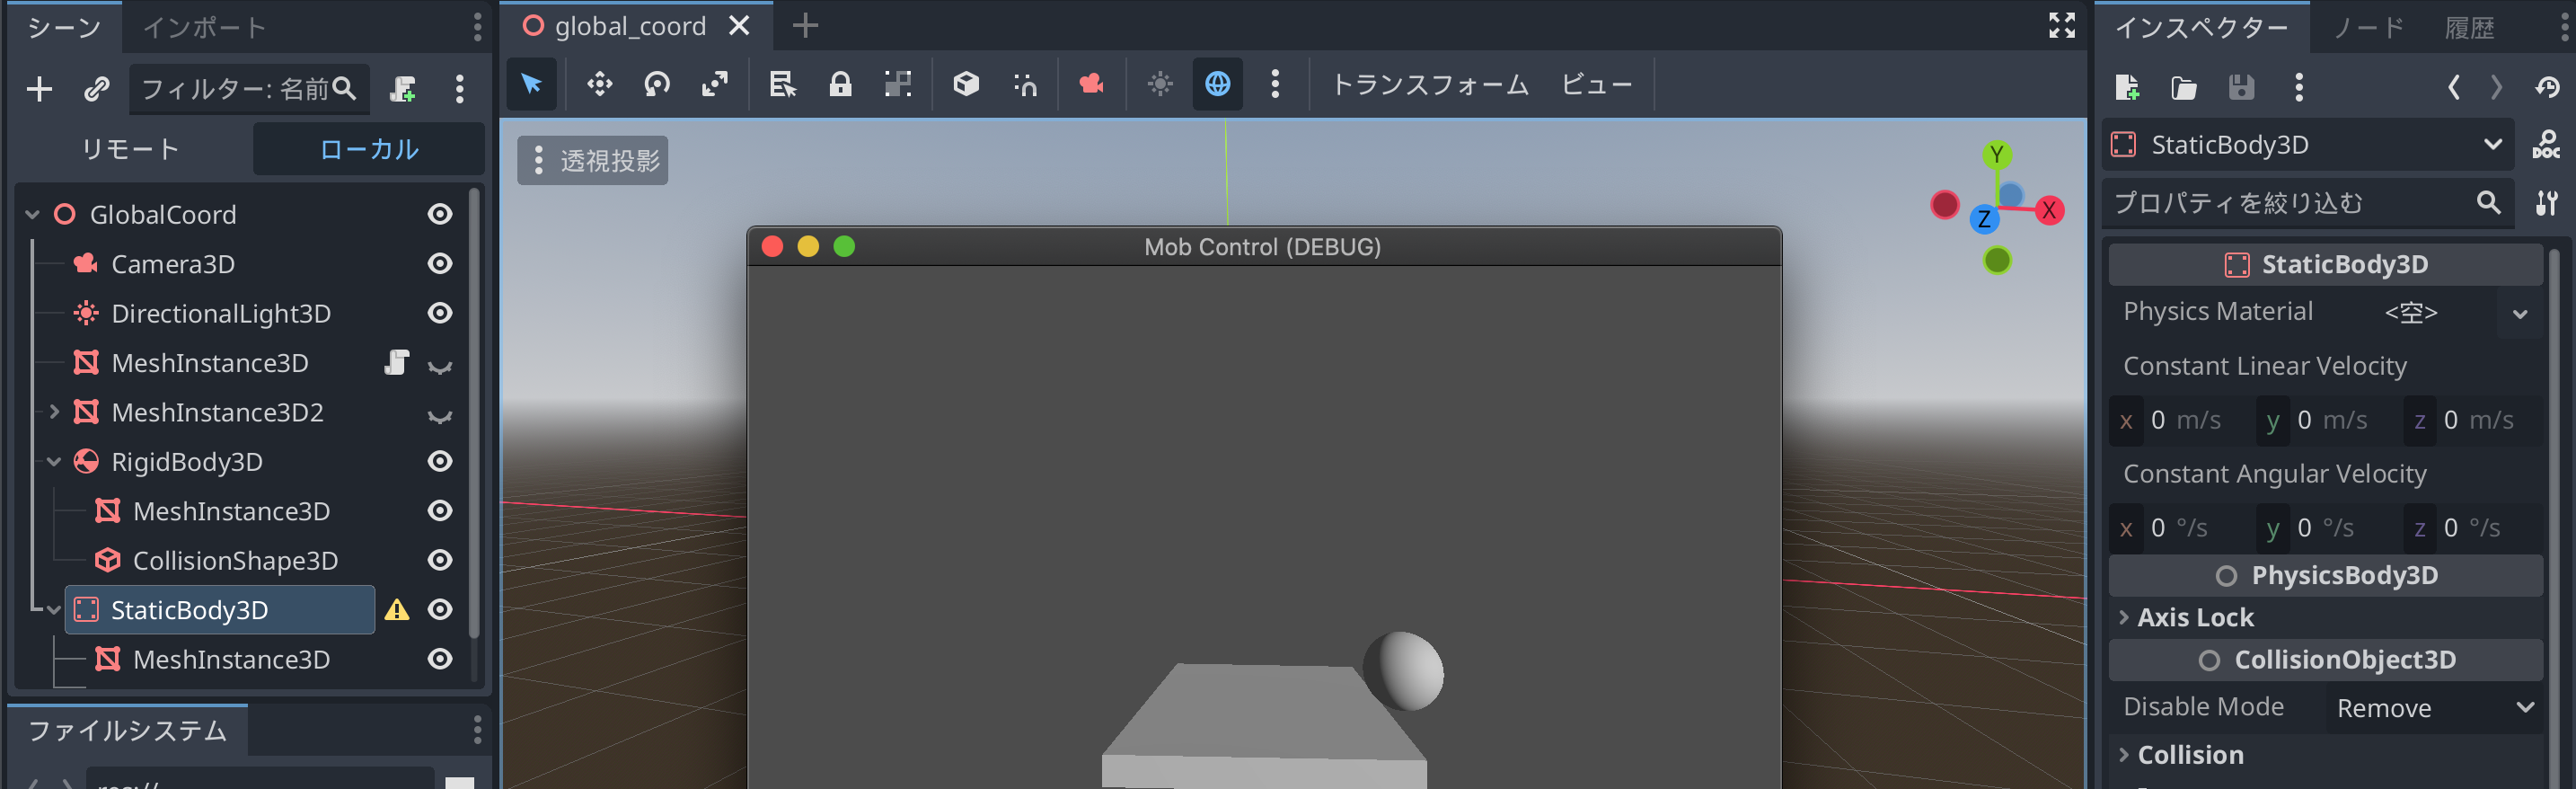 シーン
インポート
フィルター: 名前
リモート
ローカル
GlobalCoord
Camera3D
DirectionalLight3D
MeshInstance3D
MeshInstance3D2
RigidBody3D
MeshInstance3D
CollisionShape3D
StaticBody3D
MeshInstance3D
ファイルシステム
global_coord
トランスフォーム
ビュー
透視投影
Y
X
Z
Mob Control (DEBUG)
インスペクター
ノード
履歴
StaticBody3D
DOC
プロパティを絞り込む
StaticBody3D
Physics Material <空>
Constant Linear Velocity
x 0 m/s y 0 m/s z 0 m/s
Constant Angular Velocity
x 0 °/s y 0 °/s z 0 °/s
PhysicsBody3D
Axis Lock
CollisionObject3D
Disable Mode Remove
Collision